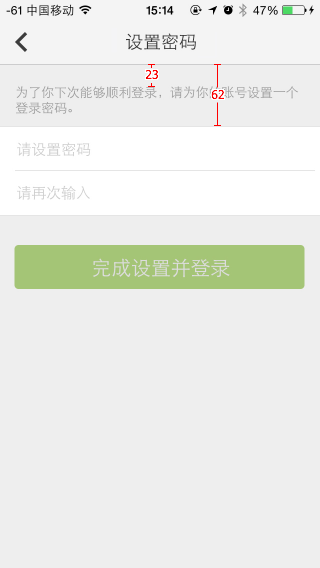 -61 中国移动 15:14 47%
设置密码
23
62
为了你下次能够顺利登录，请为你的账号设置一个
登录密码。
请设置密码
请再次输入
完成设置并登录